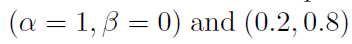 (α = 1, β = 0) and (0.2, 0.8)